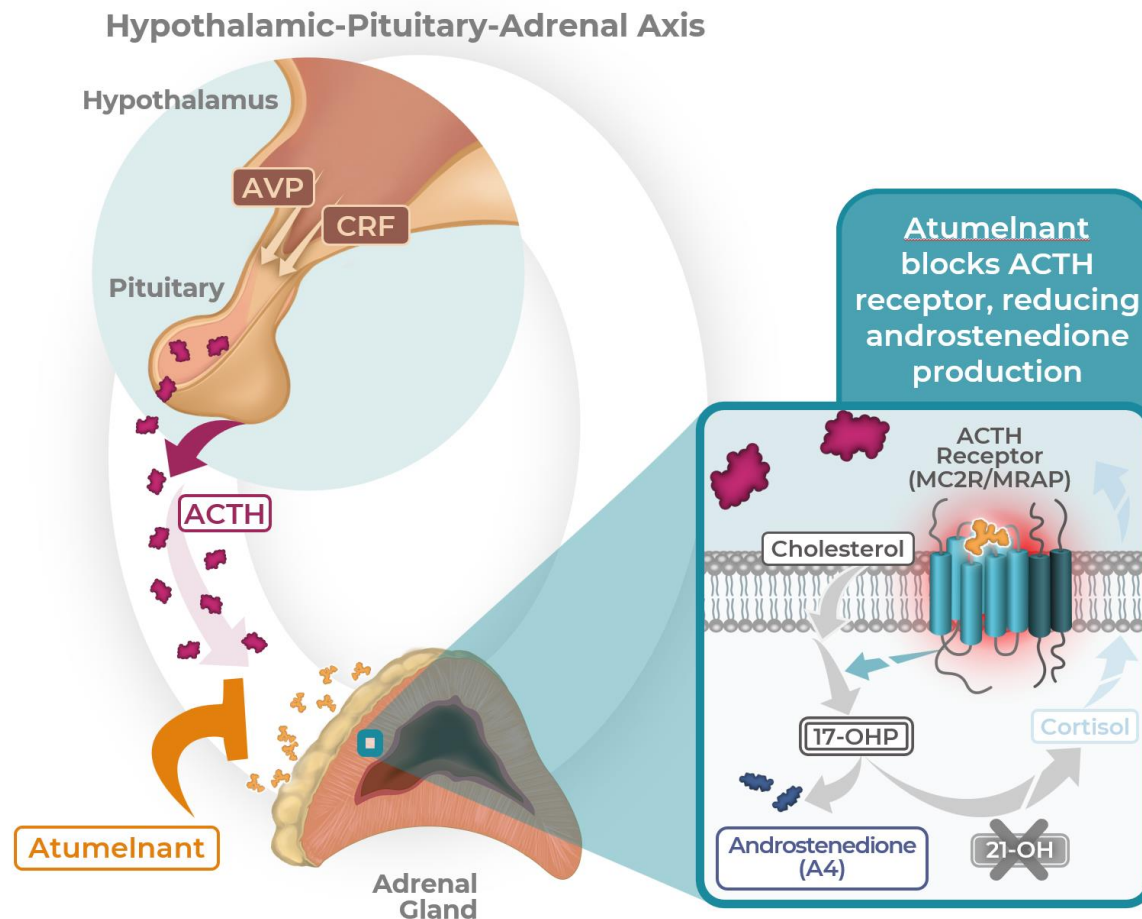 Hypothalamic-Pituitary-Adrenal Axis
Hypothalamus
AVP
CRF
Pituitary
ACTH
Atumelnant
Adrenal
Gland
Atumelnant
blocks ACTH
receptor, reducing
androstenedione
production
ACTH
Receptor
(MC2R/MRAP)
Cholesterol
17-OHP
Cortisol
Androstenedione
(A4)
21-OH